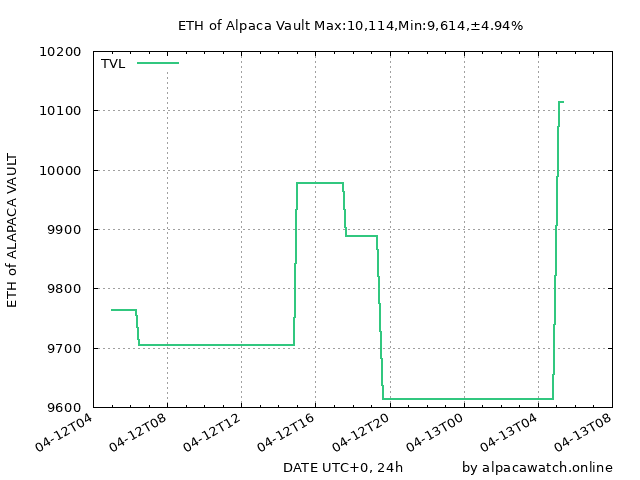 ETH of Alpaca Vault Max:10,114,Min:9,614,±4.94%
TVL
10200
10100
10000
9900
9800
9700
9600
ETH of ALAPACA VAULT
04-12T04
04-12T08
04-12T12
04-12T16
04-12T20
04-13T00
04-13T04
04-13T08
DATE UTC+0, 24h
by alpacawatch.online